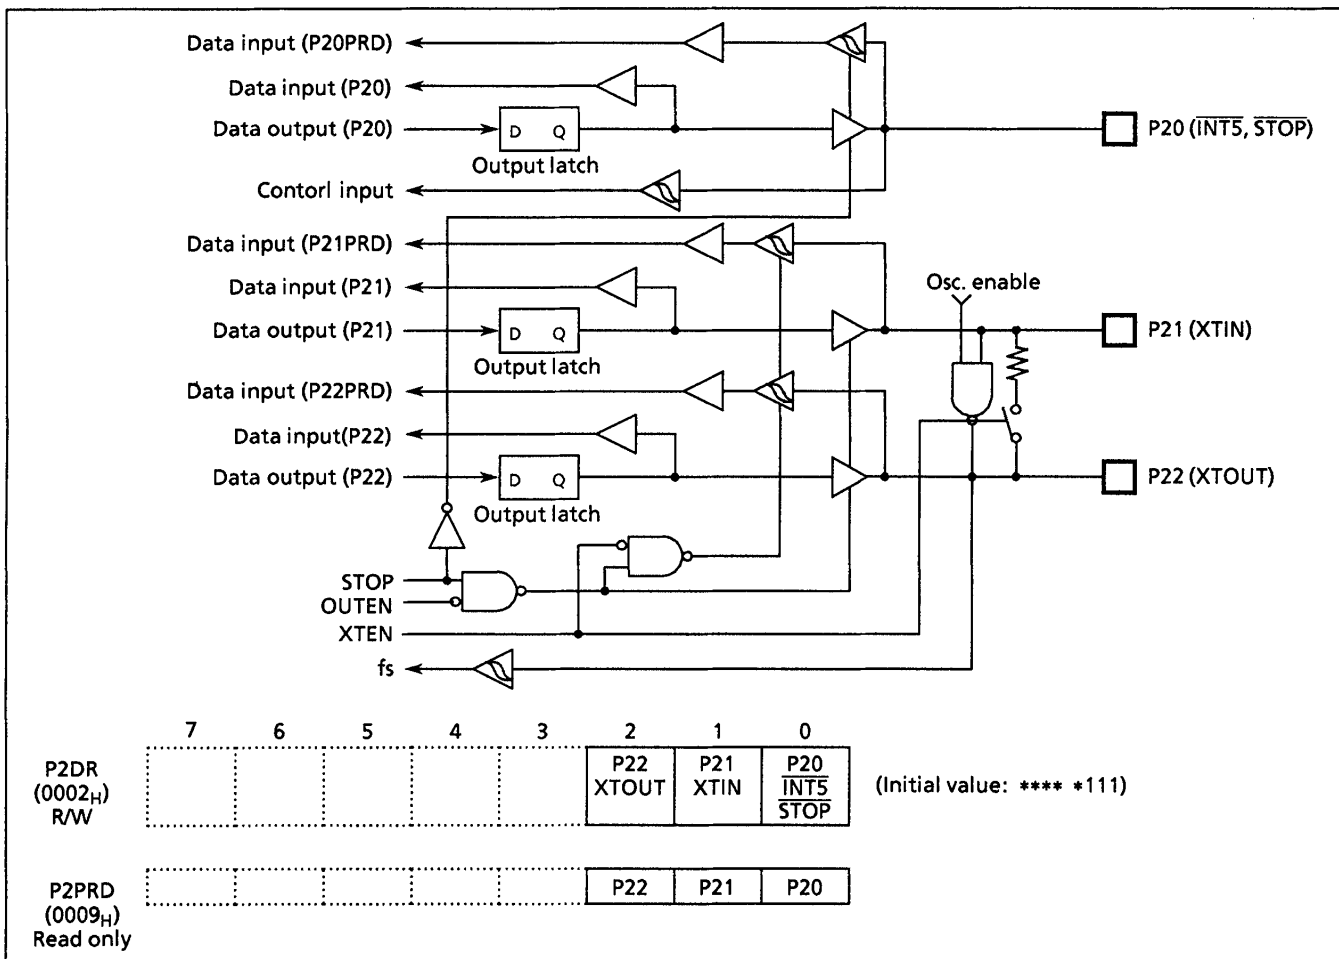 Data input (P20PRD)
Data input (P20)
Data output (P20)
D Q
Output latch
P20 (INT5, STOP)
Contorl input
Data input (P21PRD)
Data input (P21)
Osc. enable
Data output (P21)
D Q
Output latch
P21 (XTIN)
Data input (P22PRD)
Data input(P22)
Data output (P22)
D Q
Output latch
P22 (XTOUT)
STOP
OUTEN
XTEN
fs
7 6 5 4 3 2 1 0
P2DR
(0002H)
R/W
P22
XTOUT
P21
XTIN
P20
INT5
STOP
(Initial value: **** *111)
P2PRD
(0009H)
Read only
P22 P21 P20